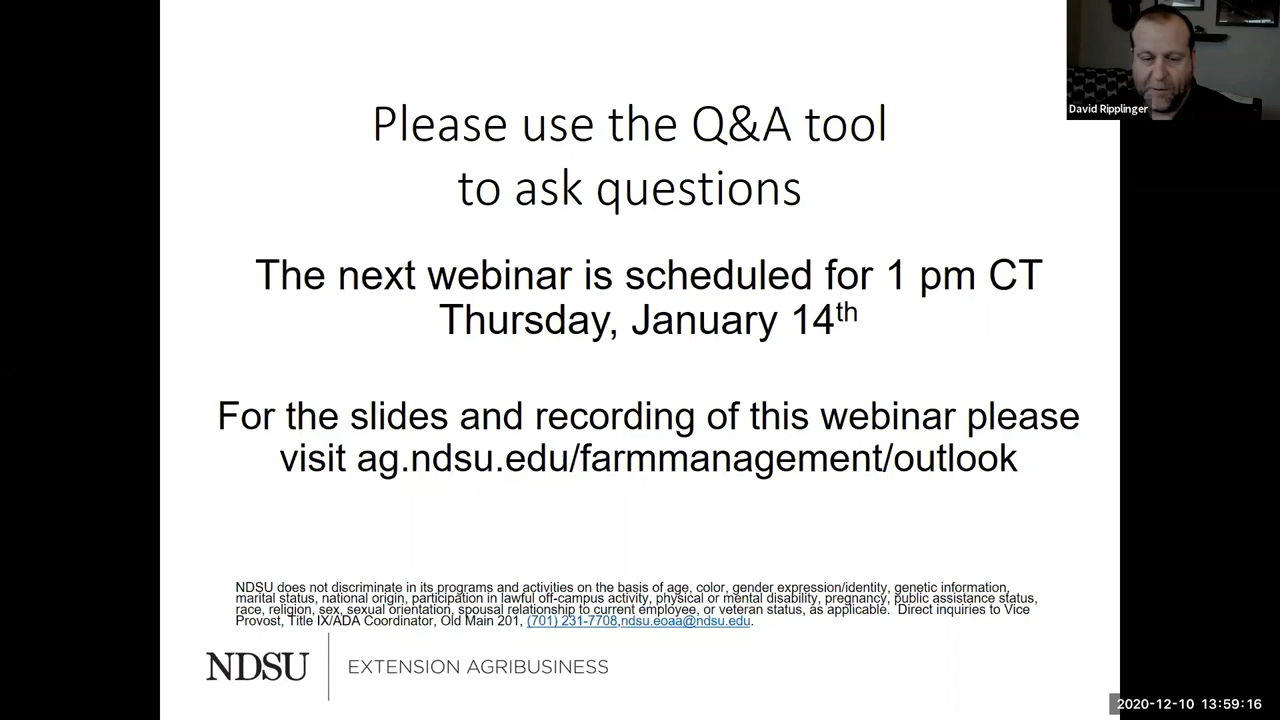 David Ripplinger
Please use the Q&A tool
to ask questions
The next webinar is scheduled for 1 pm CT
Thursday, January 14th
For the slides and recording of this webinar please
visit ag.ndsu.edu/farmmanagement/outlook
NDSU does not discriminate in its programs and activities on the basis of age, color, gender expression/identity, genetic information,
marital status, national origin, participation in lawful off-campus activity, physical or mental disability, pregnancy, public assistance status,
race, religion, sex, sexual orientation, spousal relationship to current employee, or veteran status, as applicable. Direct inquiries to Vice
Provost, Title IX/ADA Coordinator, Old Main 201, (701) 231-7708,ndsu.eoaa@ndsu.edu.
NDSU EXTENSION AGRIBUSINESS
2020-12-10 13:59:16